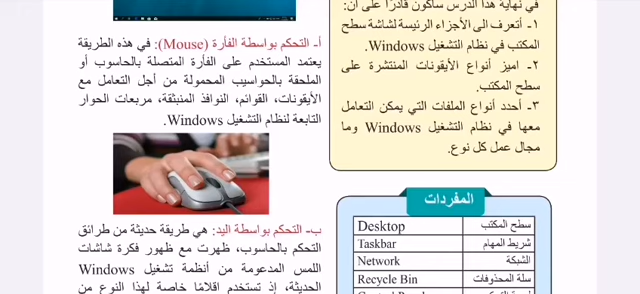 في نهاية هذا الدرس سأكون قادرًا على أن:
١- أتعرف الى الأجزاء الرئيسة لشاشة سطح
المكتب في نظام التشغيل Windows.
٢- اميز أنواع الأيقونات المنتشرة على
سطح المكتب.
٣- أحدد أنواع الملفات التي يمكن التعامل
معها في نظام التشغيل Windows وما
مجال عمل كل نوع.
المفردات
Desktop سطح المكتب
Taskbar شريط المهام
Network الشبكة
Recycle Bin سلة المحذوفات
أ- التحكم بواسطة الفأرة (Mouse): في هذه الطريقة
يعتمد المستخدم على الفأرة المتصلة بالحاسوب أو
الملحقة بالحواسيب المحمولة من أجل التعامل مع
الأيقونات، القوائم، النوافذ المنبثقة، مربعات الحوار
التابعة لنظام التشغيل Windows.
ب- التحكم بواسطة اليد: هي طريقة حديثة من طرائق
التحكم بالحاسوب، ظهرت مع ظهور فكرة شاشات
اللمس المدعومة من أنظمة تشغيل Windows
الحديثة، إذ تستخدم اقلامًا خاصة لهذا النوع من